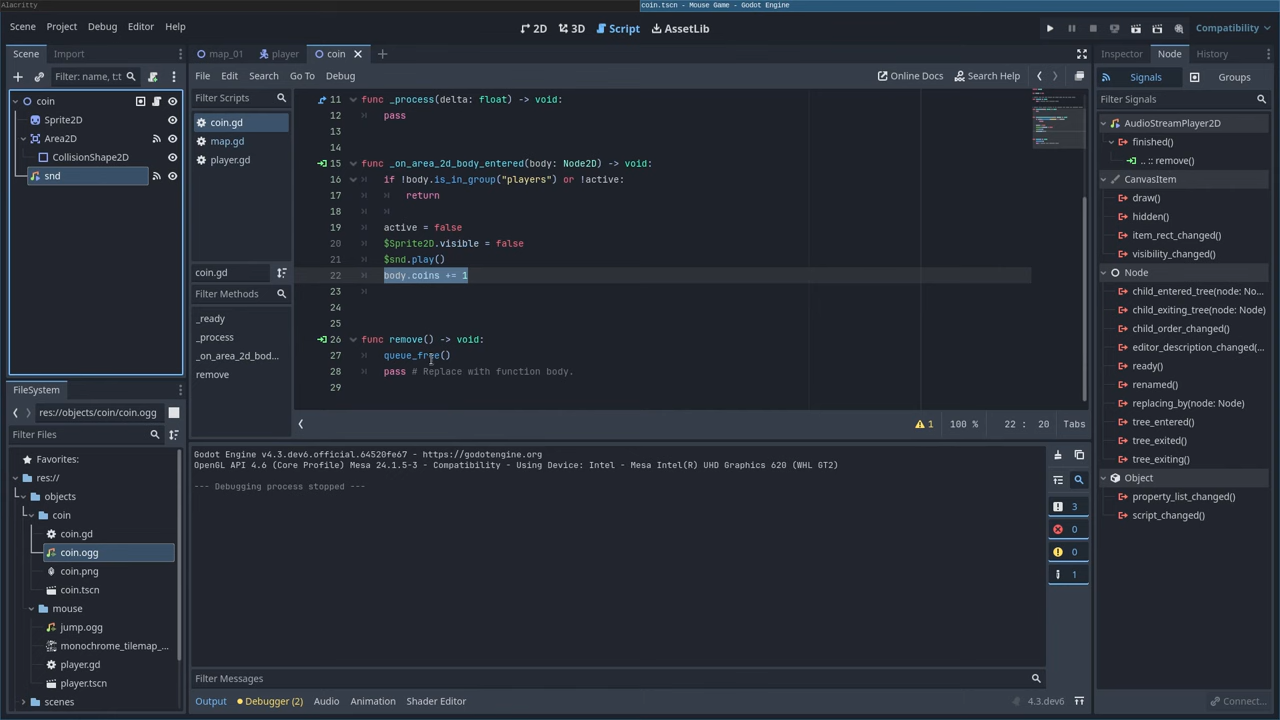 Alacritty
coin.tscn - Mouse Game - Godot Engine
Scene Project Debug Editor Help
2D 3D Script AssetLib
Compatibility
Scene Import
map_01 player coin
Inspector Node History
Filter: name, t:t
File Edit Search Go To Debug
Online Docs Search Help
Signals Groups
Filter Signals
coin
Sprite2D
Area2D
CollisionShape2D
snd
Filter Scripts
coin.gd
map.gd
player.gd
coin.gd
Filter Methods
_ready
_process
_on_area_2d_bod...
remove
11 func _process(delta: float) -> void:
12 pass
13
14
15 func _on_area_2d_body_entered(body: Node2D) -> void:
16 if !body.is_in_group("players") or !active:
17 return
18
19 active = false
20 $Sprite2D.visible = false
21 $snd.play()
22 body.coins += 1
23
24
25
26 func remove() -> void:
27 queue_free()
28 pass # Replace with function body.
29
1 100 % 22 : 20 Tabs
AudioStreamPlayer2D
finished()
.. :: remove()
CanvasItem
draw()
hidden()
item_rect_changed()
visibility_changed()
Node
child_entered_tree(node: No...
child_exiting_tree(node: Node)
child_order_changed()
editor_description_changed(...
ready()
renamed()
replacing_by(node: Node)
tree_entered()
tree_exited()
tree_exiting()
Object
property_list_changed()
script_changed()
FileSystem
res://objects/coin/coin.ogg
Filter Files
Favorites:
res://
objects
coin
coin.gd
coin.ogg
coin.png
coin.tscn
mouse
jump.ogg
monochrome_tilemap_...
player.gd
player.tscn
scenes
Godot Engine v4.3.dev6.official.64520fe67 - https://godotengine.org
OpenGL API 4.6 (Core Profile) Mesa 24.1.5-3 - Compatibility - Using Device: Intel - Mesa Intel(R) UHD Graphics 620 (WHL GT2)
--- Debugging process stopped ---
3
0
0
1
Filter Messages
Output Debugger (2) Audio Animation Shader Editor
4.3.dev6
Connect...